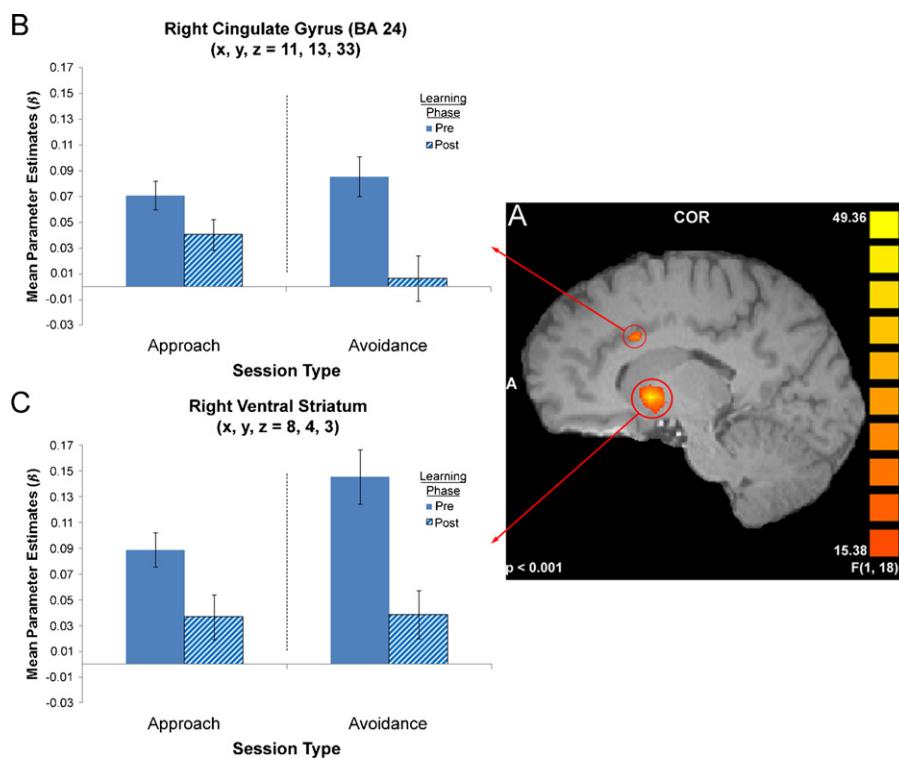 B
Right Cingulate Gyrus (BA 24)
(x, y, z = 11, 13, 33)
Mean Parameter Estimates (β)
0.17
0.15
0.13
0.11
0.09
0.07
0.05
0.03
0.01
-0.01
-0.03
Learning
Phase
Pre
Post
Approach
Avoidance
Session Type
C
Right Ventral Striatum
(x, y, z = 8, 4, 3)
Mean Parameter Estimates (β)
0.17
0.15
0.13
0.11
0.09
0.07
0.05
0.03
0.01
-0.01
-0.03
Learning
Phase
Pre
Post
Approach
Avoidance
Session Type
A
COR
49.36
A
15.38
p < 0.001
F(1, 18)